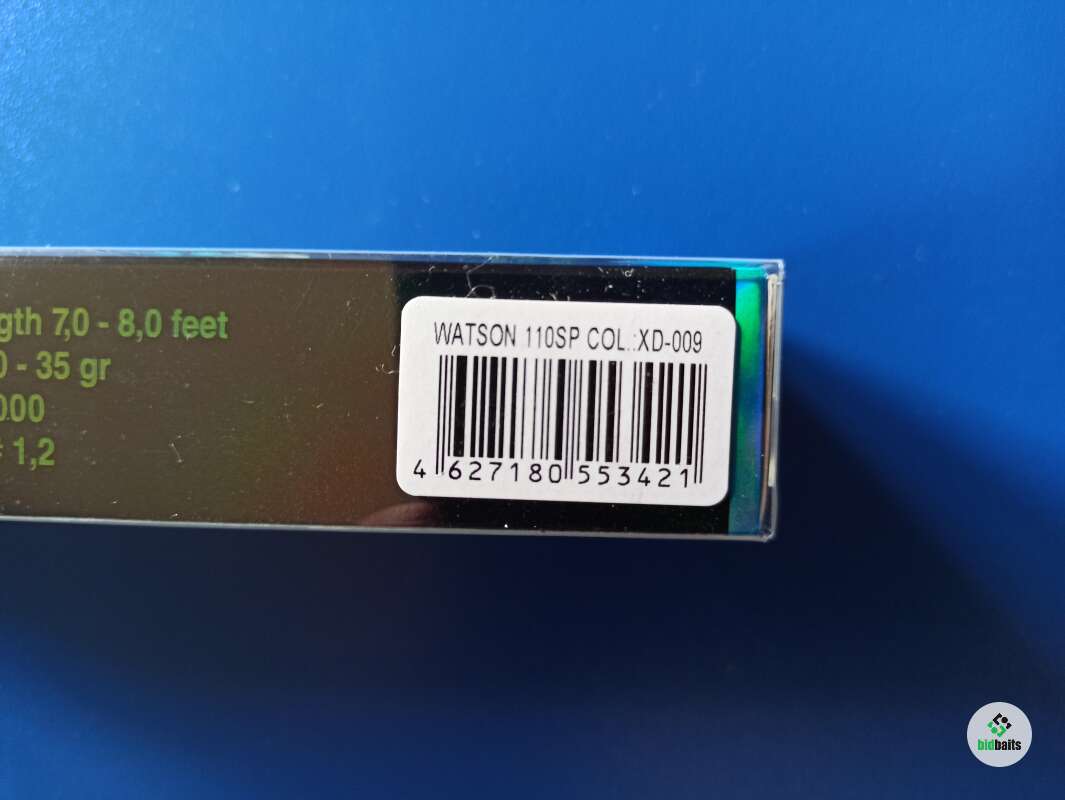 gth 7,0 - 8,0 feet
0 - 35 gr
000
1,2
WATSON 110SP COL.:XD-009
4 627180 553421
bidbaits